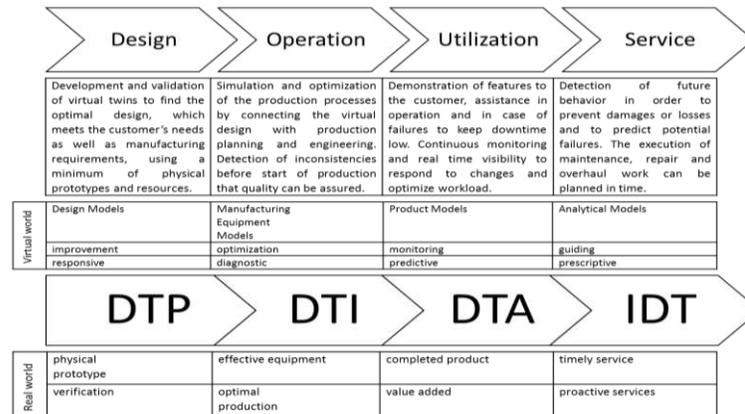 Design
Operation
Utilization
Service
Development and validation
of virtual twins to find the
optimal design, which
meets the customer's needs
as well as manufacturing
requirements, using a
minimum of physical
prototypes and resources.
Simulation and optimization
of the production processes
by connecting the virtual
design with production
planning and engineering.
Detection of inconsistencies
before start of production
that quality can be assured.
Demonstration of features to
the customer, assistance in
operation and in case of
failures to keep downtime
low. Continuous monitoring
and real time visibility to
respond to changes and
optimize workload.
Detection of future
behavior in order to
prevent damages or losses
and to predict potential
failures. The execution of
maintenance, repair and
overhaul work can be
planned in time.
Virtual world
Design Models
Manufacturing
Equipment
Models
Product Models
Analytical Models
improvement
optimization
monitoring
guiding
responsive
diagnostic
predictive
prescriptive
DTP
DTI
DTA
IDT
Real world
physical
prototype
effective equipment
completed product
timely service
verification
optimal
production
value added
proactive services